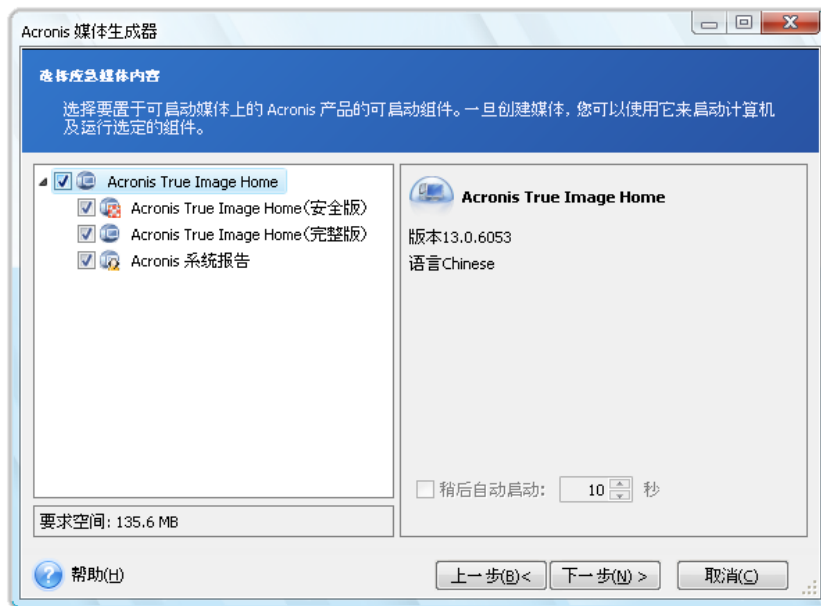 Acronis 媒体生成器
选择应急媒体内容
选择要置于可启动媒体上的 Acronis 产品的可启动组件。一旦创建媒体，您可以使用它来启动计算机
及运行选定的组件。
Acronis True Image Home
Acronis True Image Home（安全版）
Acronis True Image Home（完整版）
Acronis 系统报告
要求空间: 135.6 MB
Acronis True Image Home
版本13.0.6053
语言Chinese
稍后自动启动: 10 秒
帮助(H)
上一步(B)< 下一步(N) > 取消(C)